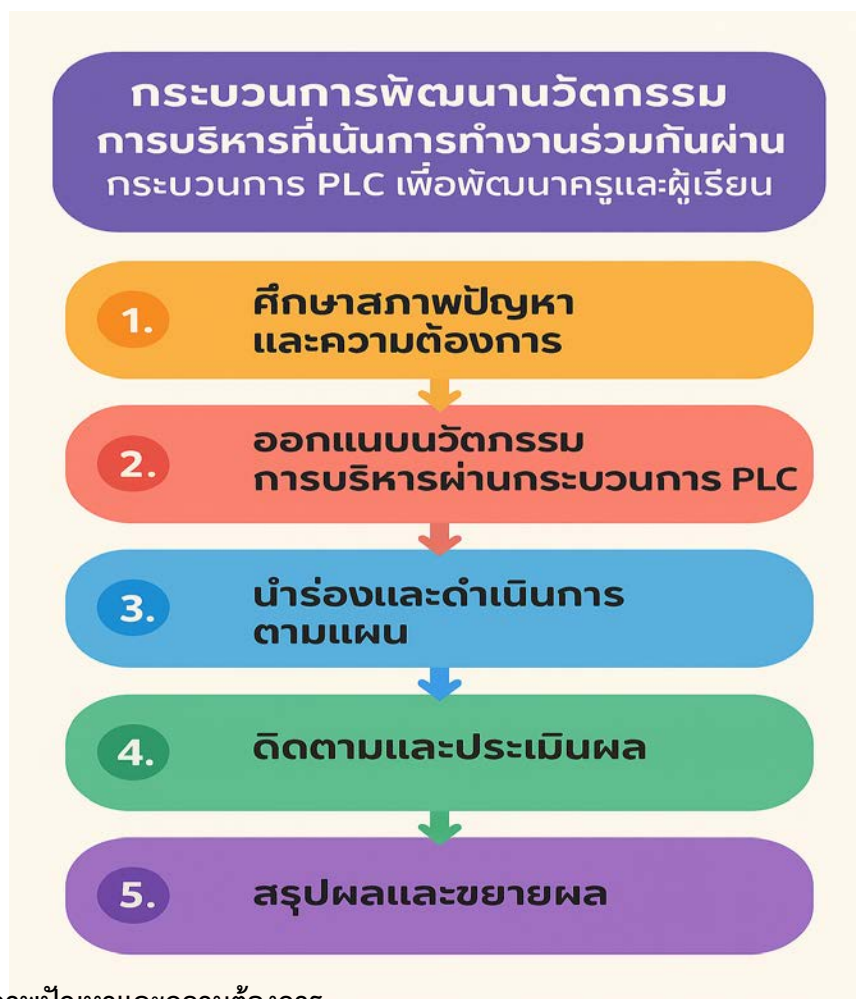 กระบวนการพัฒนานวัตกรรม
การบริหารที่เน้นการทำงานร่วมกันผ่าน
กระบวนการ PLC เพื่อพัฒนาครูและผู้เรียน
1.
ศึกษาสภาพปัญหา
และความต้องการ
2.
ออกแนบนวัตกรรม
การบริหารผ่านกระบวนการ PLC
3.
นำร่องและดำเนินการ
ตามแผน
4.
ดิดตามและประเมินผล
5.
สรุปผลและขยายผล